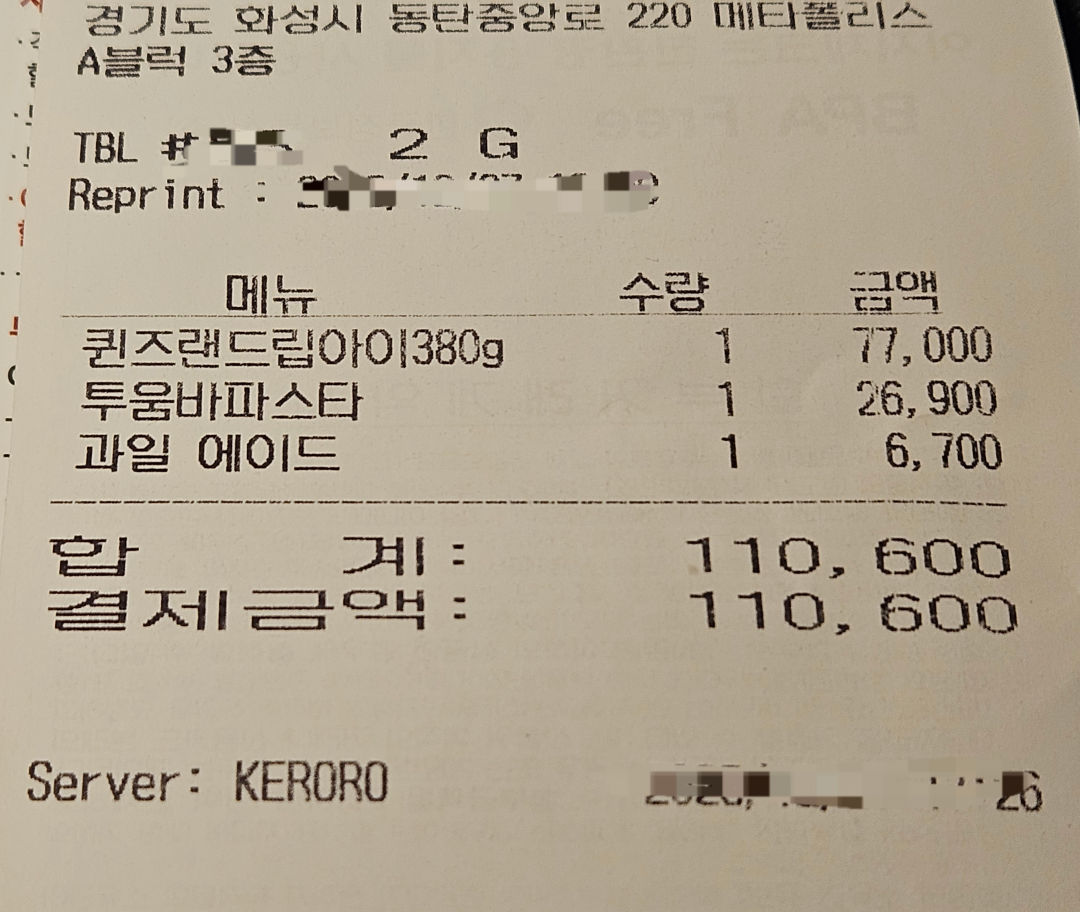 경기도 화성시 동탄중앙로 220 메타폴리스
A블럭 3층
TBL # 2 G
Reprint :
메뉴 수량 금액
퀸즈랜드립아이380g 1 77,000
투움바파스타 1 26,900
과일 에이드 1 6,700
합 계: 110,600
결제금액: 110,600
Server: KERORO